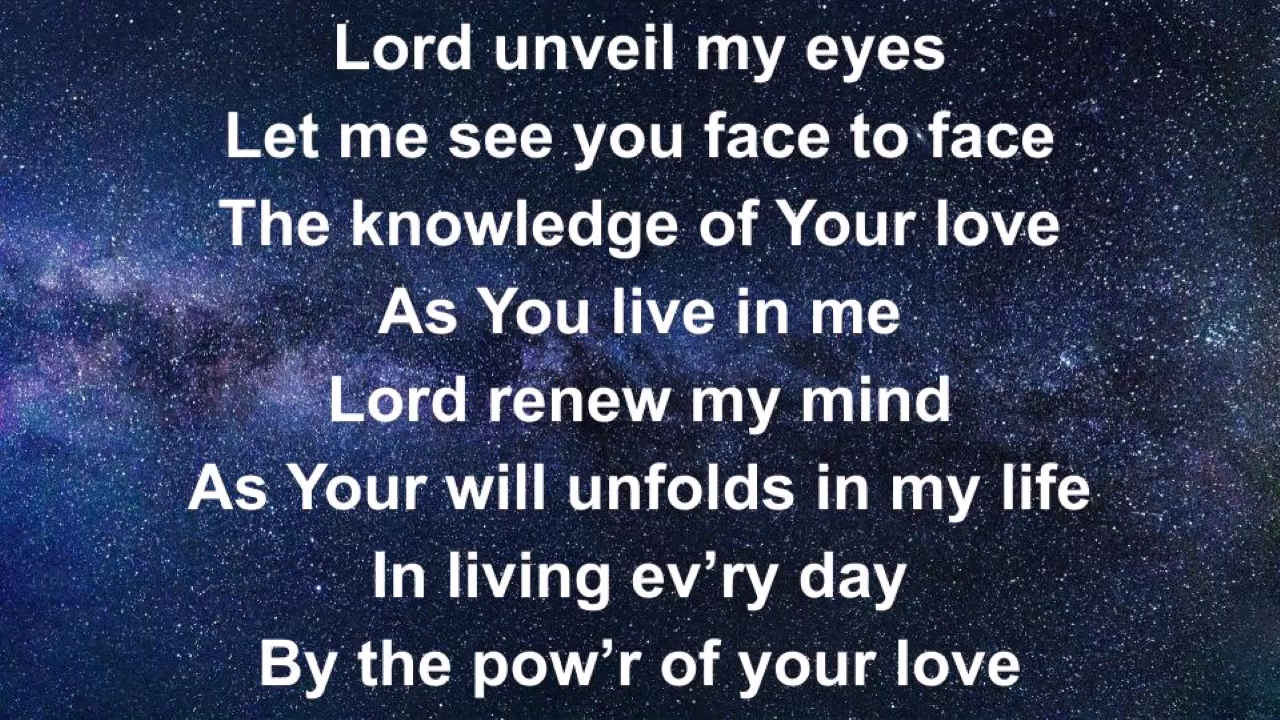 Lord unveil my eyes
Let me see you face to face
The knowledge of Your love
As You live in me
Lord renew my mind
As Your will unfolds in my life
In living ev’ry day
By the pow’r of your love